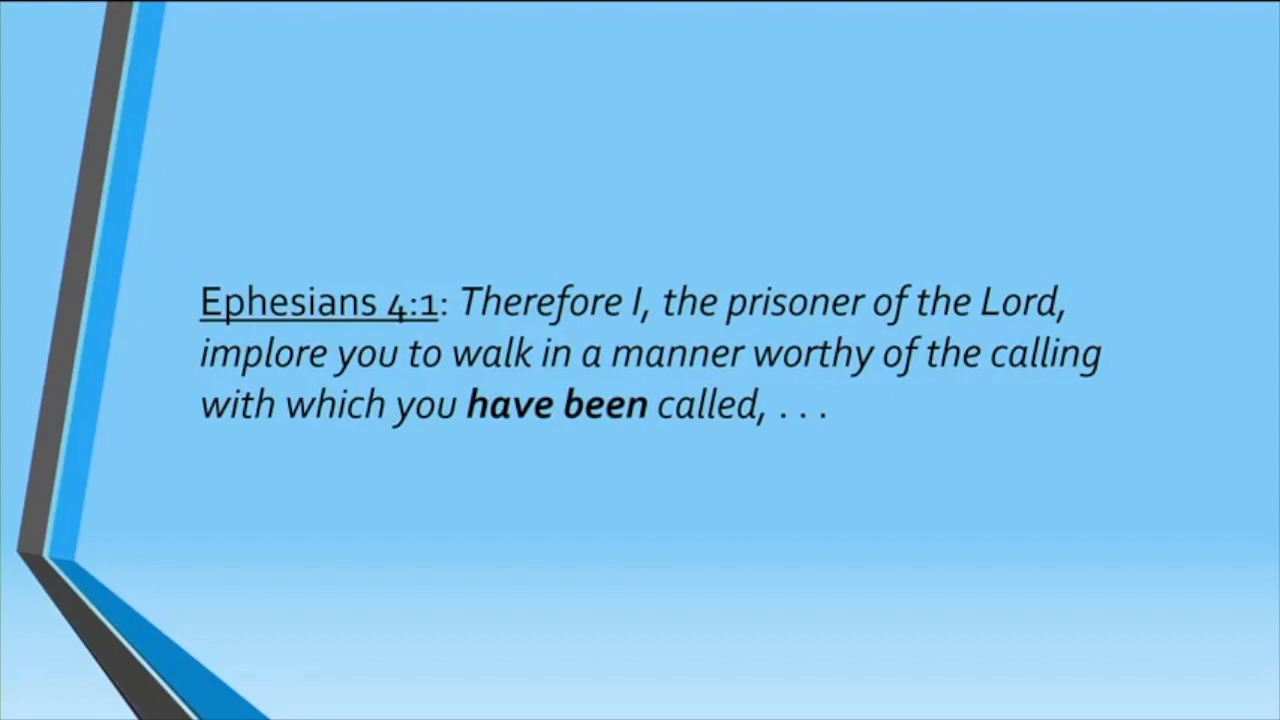 Ephesians 4:1: Therefore I, the prisoner of the Lord,
implore you to walk in a manner worthy of the calling
with which you have been called, . . .